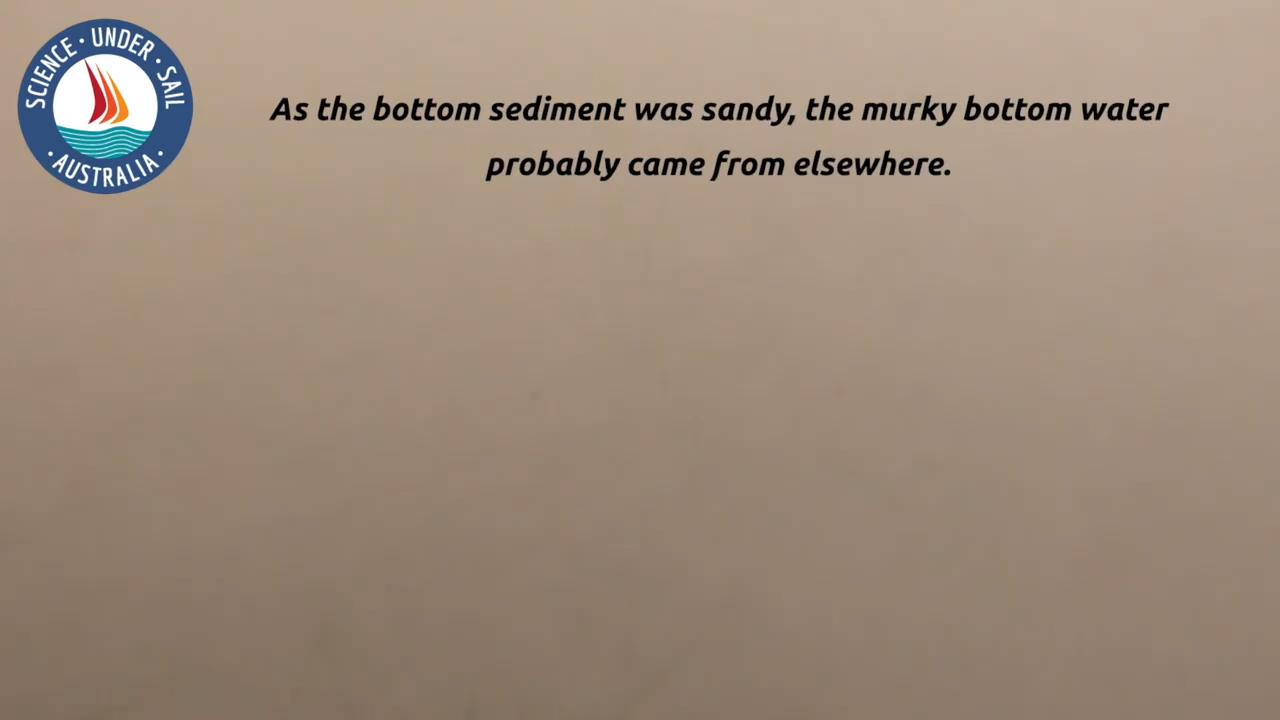 SCIENCE · UNDER · SAIL
· AUSTRALIA ·
As the bottom sediment was sandy, the murky bottom water
probably came from elsewhere.